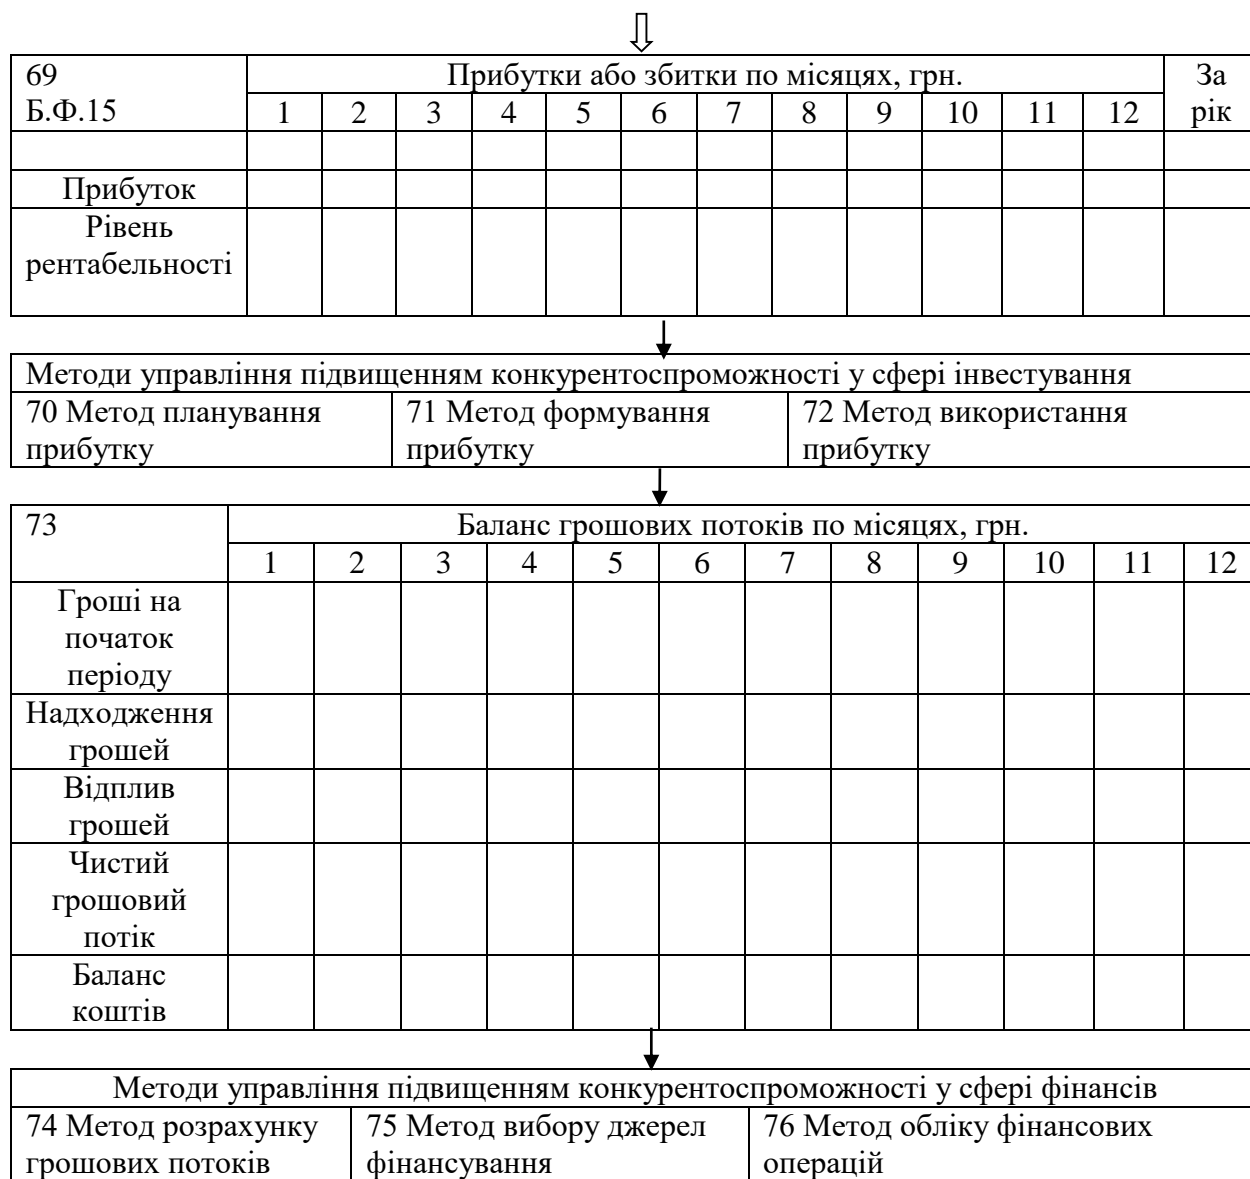 69 Прибутки або збитки по місяцях, грн. За
Б.Ф.15 1 2 3 4 5 6 7 8 9 10 11 12 рік
Прибуток
Рівень
рентабельності
Методи управління підвищенням конкурентоспроможності у сфері інвестування
70 Метод планування
прибутку
71 Метод формування
прибутку
72 Метод використання
прибутку
73 Баланс грошових потоків по місяцях, грн.
1 2 3 4 5 6 7 8 9 10 11 12
Гроші на
початок
періоду
Надходження
грошей
Відплив
грошей
Чистий
грошовий
потік
Баланс
коштів
Методи управління підвищенням конкурентоспроможності у сфері фінансів
74 Метод розрахунку
грошових потоків
75 Метод вибору джерел
фінансування
76 Метод обліку фінансових
операцій